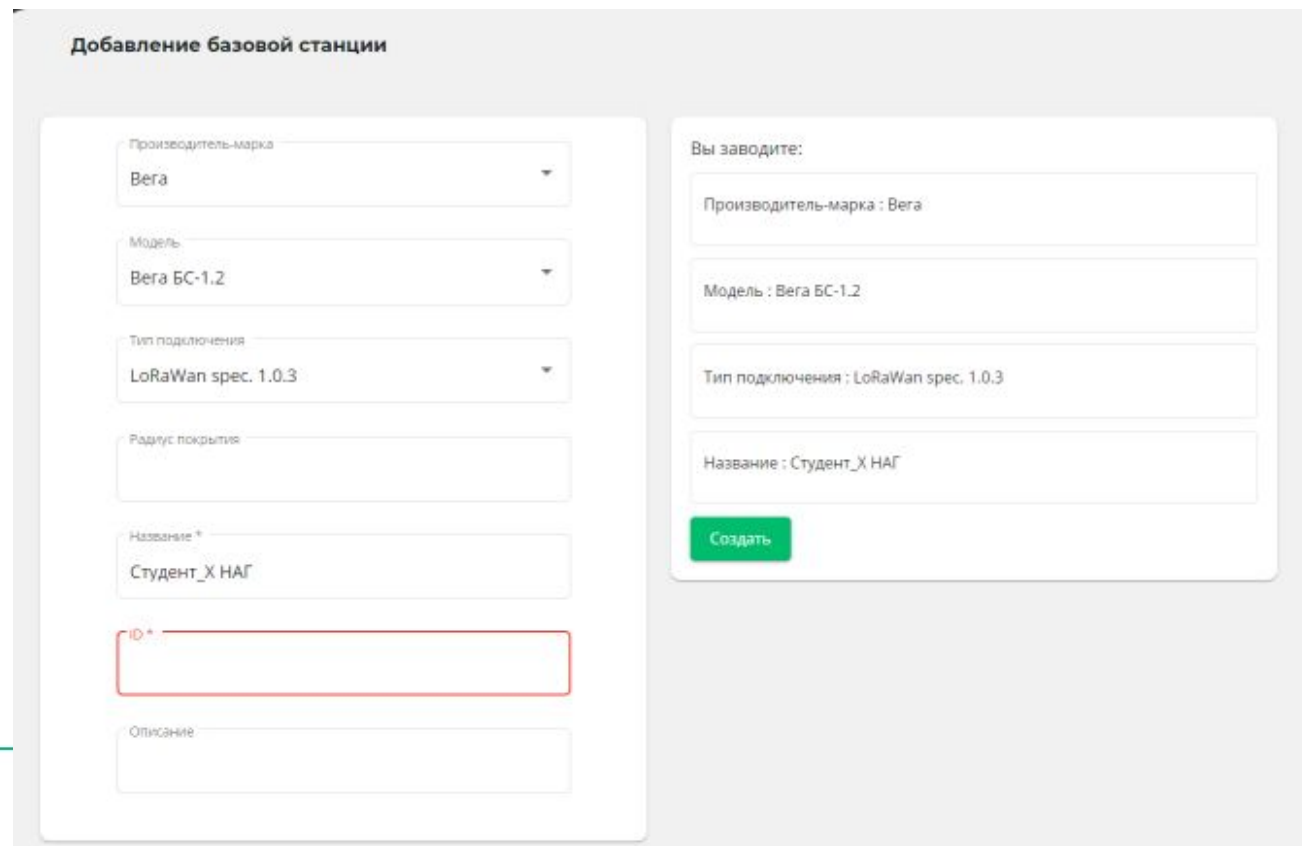 Добавление базовой станции
Производитель-марка
Вега
Модель
Вега БС-1.2
Тип подключения
LoRaWan spec. 1.0.3
Радиус покрытия
Название *
Студент_X НАГ
ID *
Описание
Вы заводите:
Производитель-марка : Вега
Модель : Вега БС-1.2
Тип подключения : LoRaWan spec. 1.0.3
Название : Студент_X НАГ
Создать